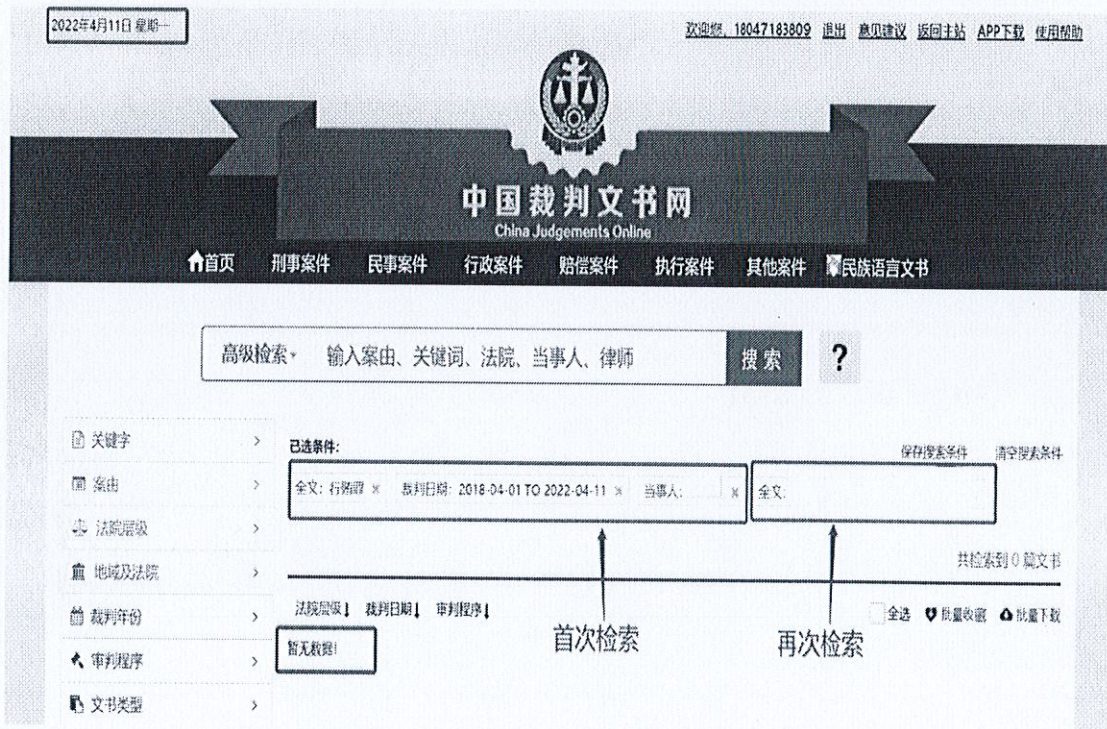 2022年4月11日 星期一
欢迎您，18047183809 退出 意见建议 返回主站 APP下载 使用帮助
中国裁判文书网
China Judgements Online
首页 刑事案件 民事案件 行政案件 赔偿案件 执行案件 其他案件 民族语言文书
高级检索 输入案由、关键词、法院、当事人、律师 搜索 ?
关键字
案由
法院层级
地域及法院
裁判年份
审判程序
文书类型
已选条件:
保存搜索条件 清空搜索条件
全文: 行贿罪 × 裁判日期: 2018-04-01 TO 2022-04-11 × 当事人: × 全文:
共检索到 0 篇文书
法院层级↓ 裁判日期↓ 审判程序↓
全选 批量收藏 批量下载
暂无数据!
首次检索 再次检索